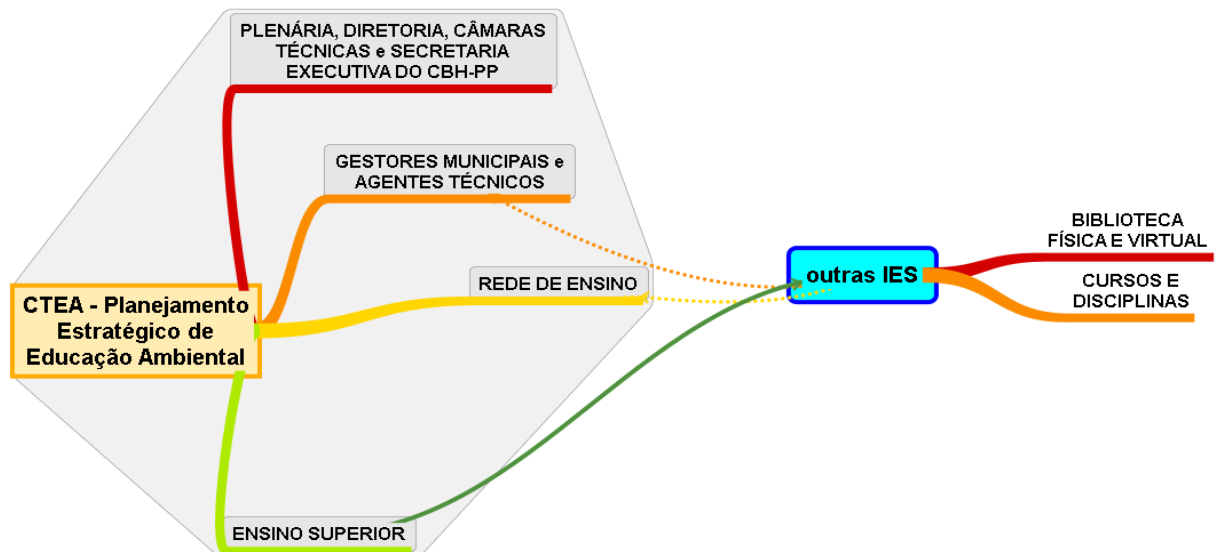 PLENÁRIA, DIRETORIA, CÂMARAS
TÉCNICAS e SECRETARIA
EXECUTIVA DO CBH-PP
GESTORES MUNICIPAIS e
AGENTES TÉCNICOS
REDE DE ENSINO
CTEA - Planejamento
Estratégico de
Educação Ambiental
ENSINO SUPERIOR
outras IES
BIBLIOTECA
FÍSICA E VIRTUAL
CURSOS E
DISCIPLINAS